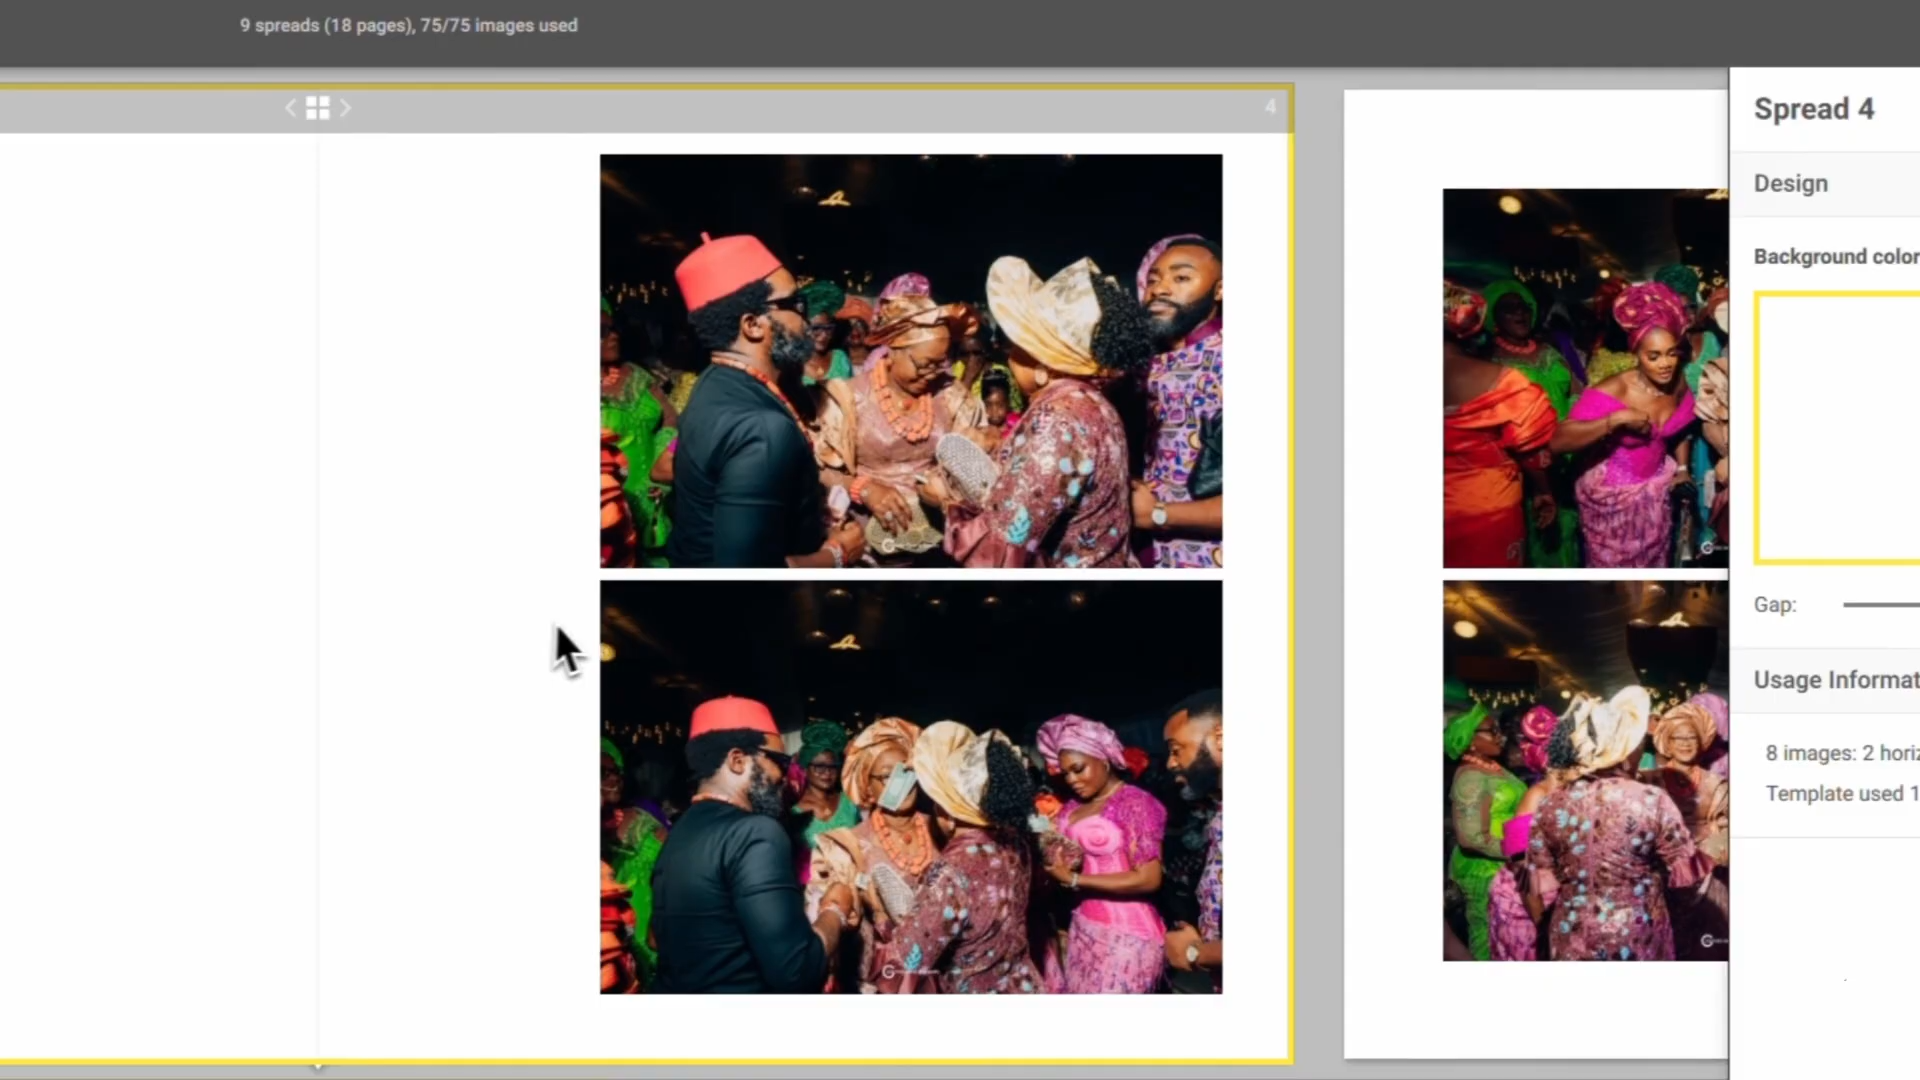 9 spreads (18 pages), 75/75 images used
4
Spread 4
Design
Background color
Gap:
Usage Informat
8 images: 2 horiz
Template used 1